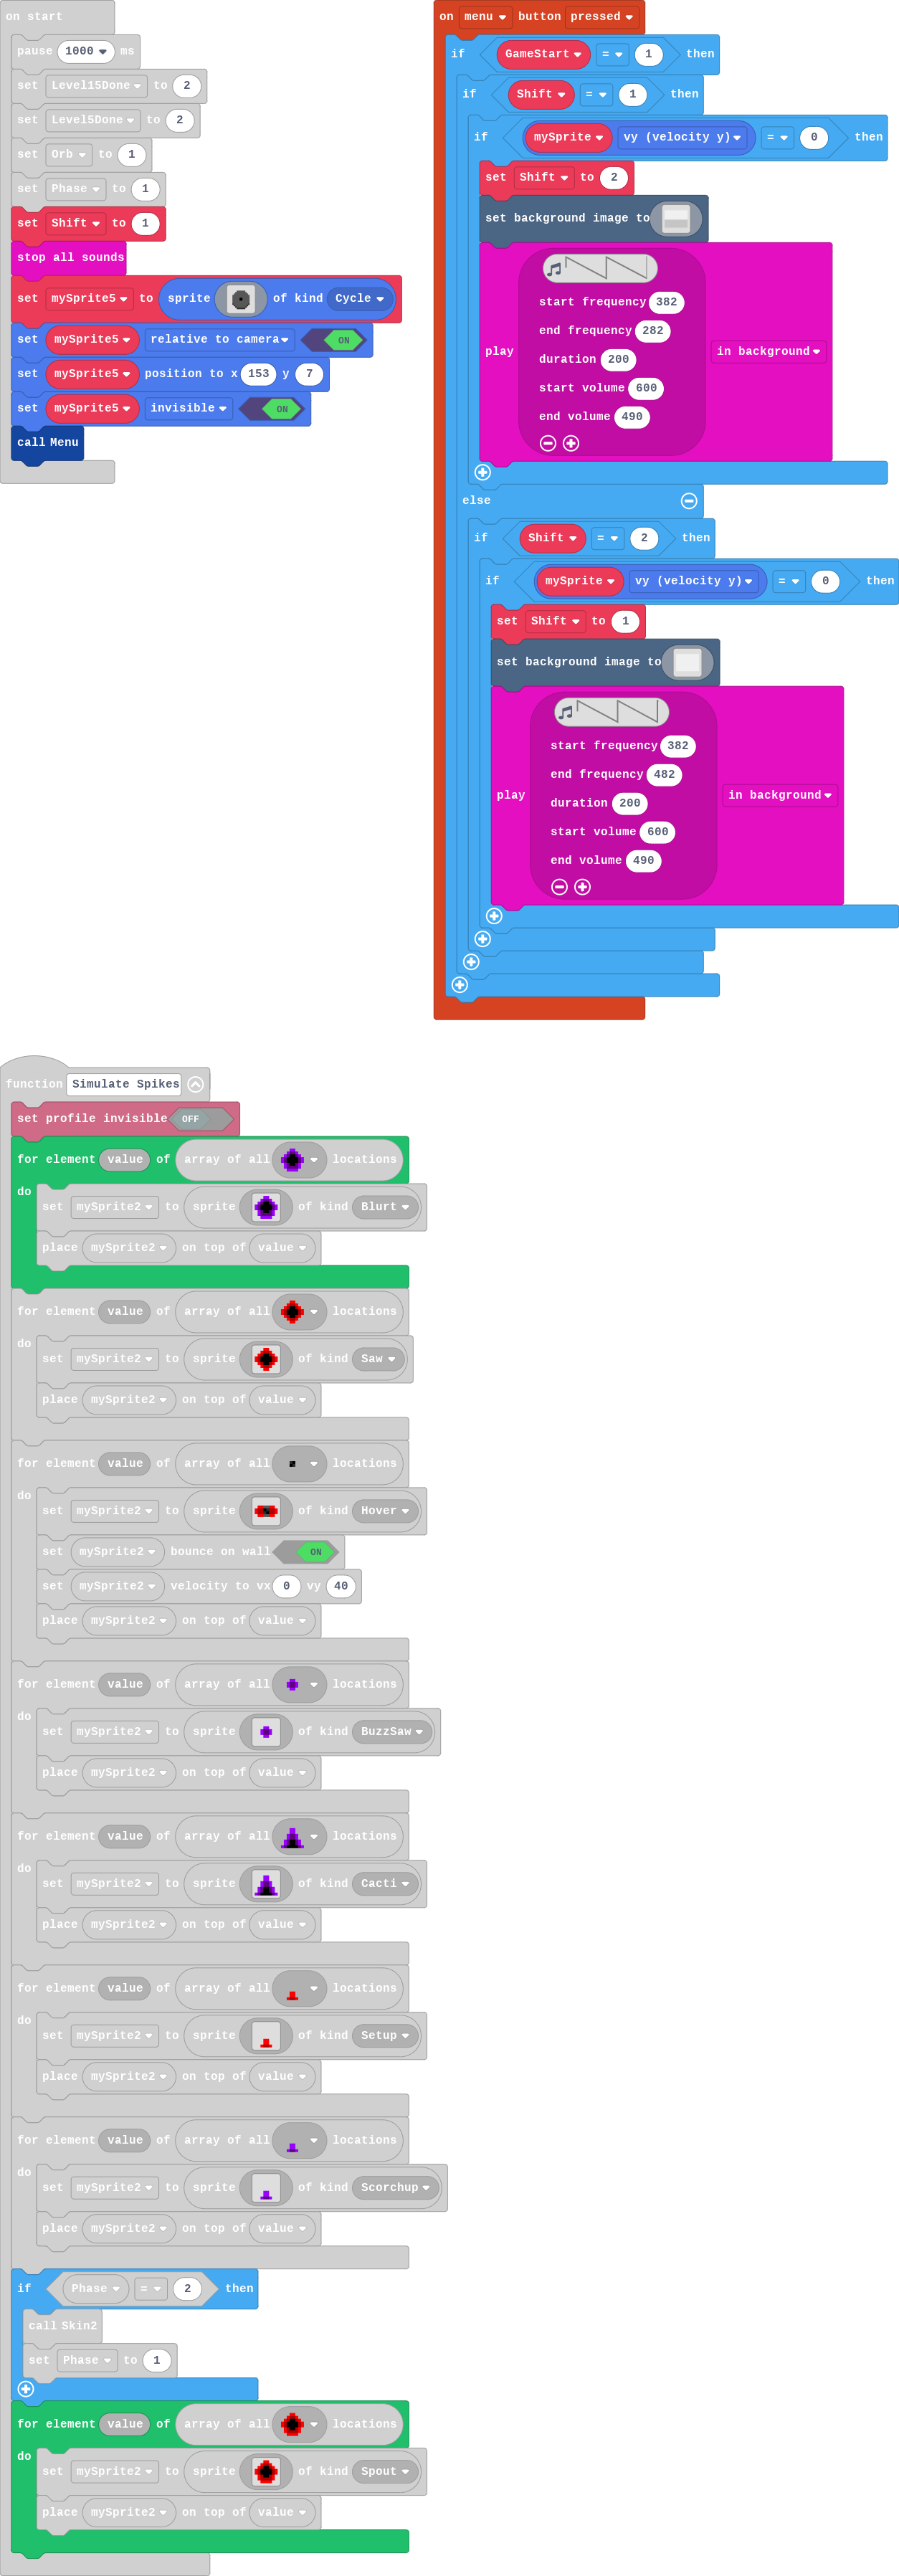 on start
pause 1000 ms
set Level15Done to 2
set Level5Done to 2
set Orb to 1
set Phase to 1
set Shift to 1
stop all sounds
set mySprite5 to sprite of kind Cycle
set mySprite5 relative to camera ON
set mySprite5 position to x 153 y 7
set mySprite5 invisible ON
call Menu
on menu button pressed
if GameStart = 1 then
if Shift = 1 then
if mySprite vy (velocity y) = 0 then
set Shift to 2
set background image to
start frequency 382
end frequency 282
play duration 200 in background
start volume 600
end volume 490
else
if Shift = 2 then
if mySprite vy (velocity y) = 0 then
set Shift to 1
set background image to
start frequency 382
end frequency 482
play duration 200 in background
start volume 600
end volume 490
function Simulate Spikes
set profile invisible OFF
for element value of array of all locations
do
set mySprite2 to sprite of kind Blurt
place mySprite2 on top of value
for element value of array of all locations
do
set mySprite2 to sprite of kind Saw
place mySprite2 on top of value
for element value of array of all locations
do
set mySprite2 to sprite of kind Hover
set mySprite2 bounce on wall ON
set mySprite2 velocity to vx 0 vy 40
place mySprite2 on top of value
for element value of array of all locations
do
set mySprite2 to sprite of kind BuzzSaw
place mySprite2 on top of value
for element value of array of all locations
do
set mySprite2 to sprite of kind Cacti
place mySprite2 on top of value
for element value of array of all locations
do
set mySprite2 to sprite of kind Setup
place mySprite2 on top of value
for element value of array of all locations
do
set mySprite2 to sprite of kind Scorchup
place mySprite2 on top of value
if Phase = 2 then
call Skin2
set Phase to 1
for element value of array of all locations
do
set mySprite2 to sprite of kind Spout
place mySprite2 on top of value